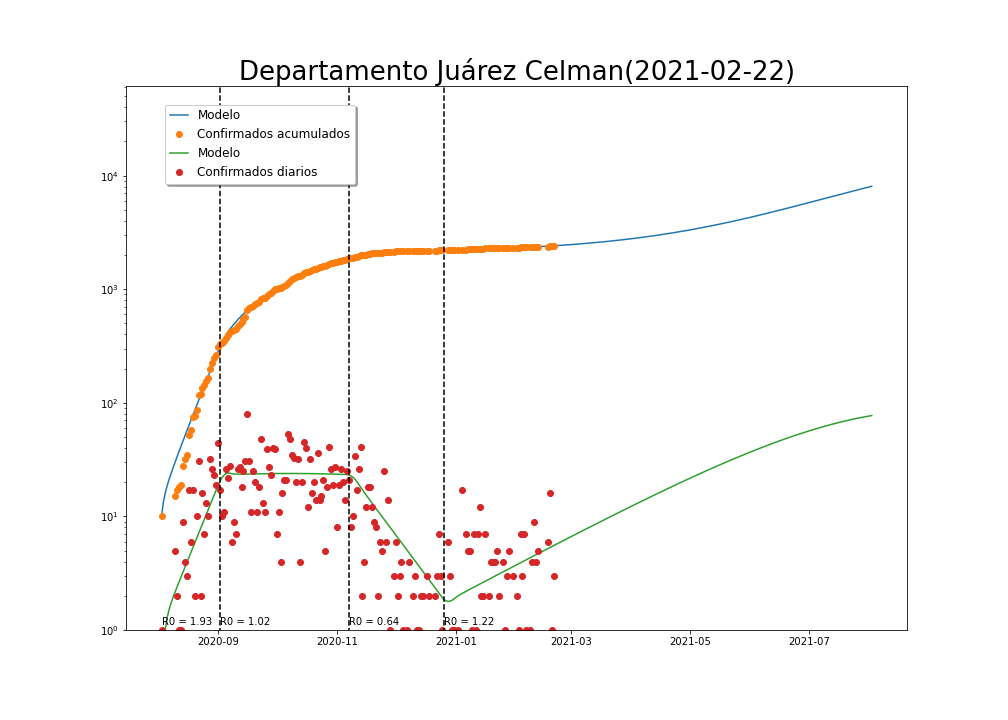 Departamento Juárez Celman(2021-02-22)
Modelo
Confirmados acumulados
Modelo
Confirmados diarios
10⁴
10³
10²
10¹
10⁰
R0 = 1.93 R0 = 1.02 R0 = 0.64 R0 = 1.22
2020-09 2020-11 2021-01 2021-03 2021-05 2021-07